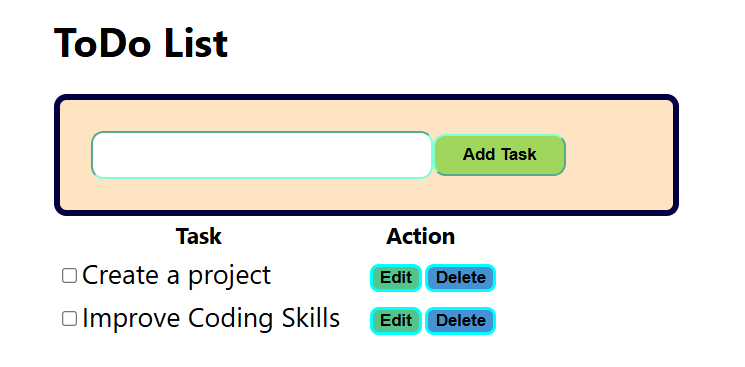 ToDo List
Add Task
Task Action
Create a project Edit Delete
Improve Coding Skills Edit Delete